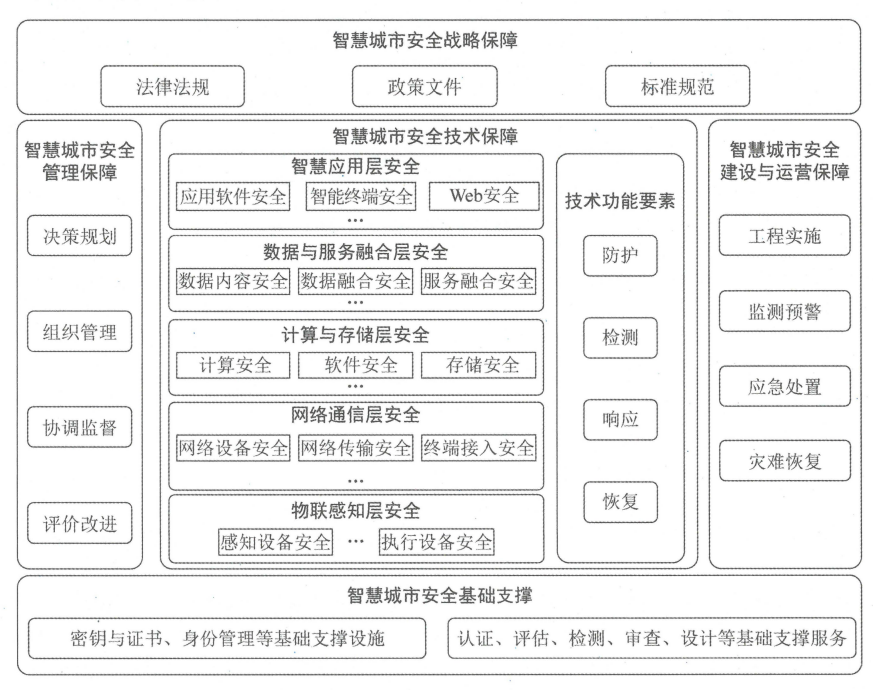 智慧城市安全战略保障
法律法规
政策文件
标准规范
智慧城市安全
管理保障
决策规划
组织管理
协调监督
评价改进
智慧城市安全技术保障
智慧应用层安全
应用软件安全 智能终端安全 Web安全
...
数据与服务融合层安全
数据内容安全 数据融合安全 服务融合安全
...
计算与存储层安全
计算安全 软件安全 存储安全
...
网络通信层安全
网络设备安全 网络传输安全 终端接入安全
...
物联感知层安全
感知设备安全 ... 执行设备安全
技术功能要素
防护
检测
响应
恢复
智慧城市安全
建设与运营保障
工程实施
监测预警
应急处置
灾难恢复
智慧城市安全基础支撑
密钥与证书、身份管理等基础支撑设施
认证、评估、检测、审查、设计等基础支撑服务